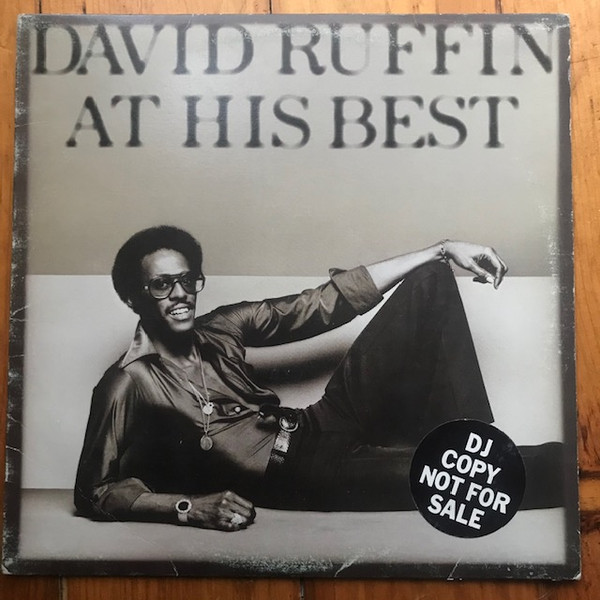 DAVID RUFFIN
AT HIS BEST
DJ
COPY
NOT FOR
SALE